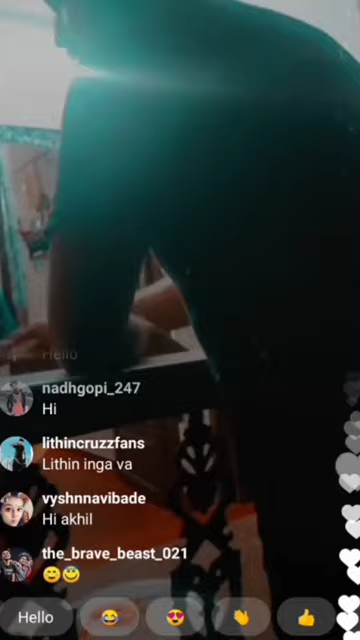 Hello
nadhgopi_247
Hi
lithincruzzfans
Lithin inga va
vyshnnavibade
Hi akhil
the_brave_beast_021
😊😇
Hello
😂 😍 👏 👍